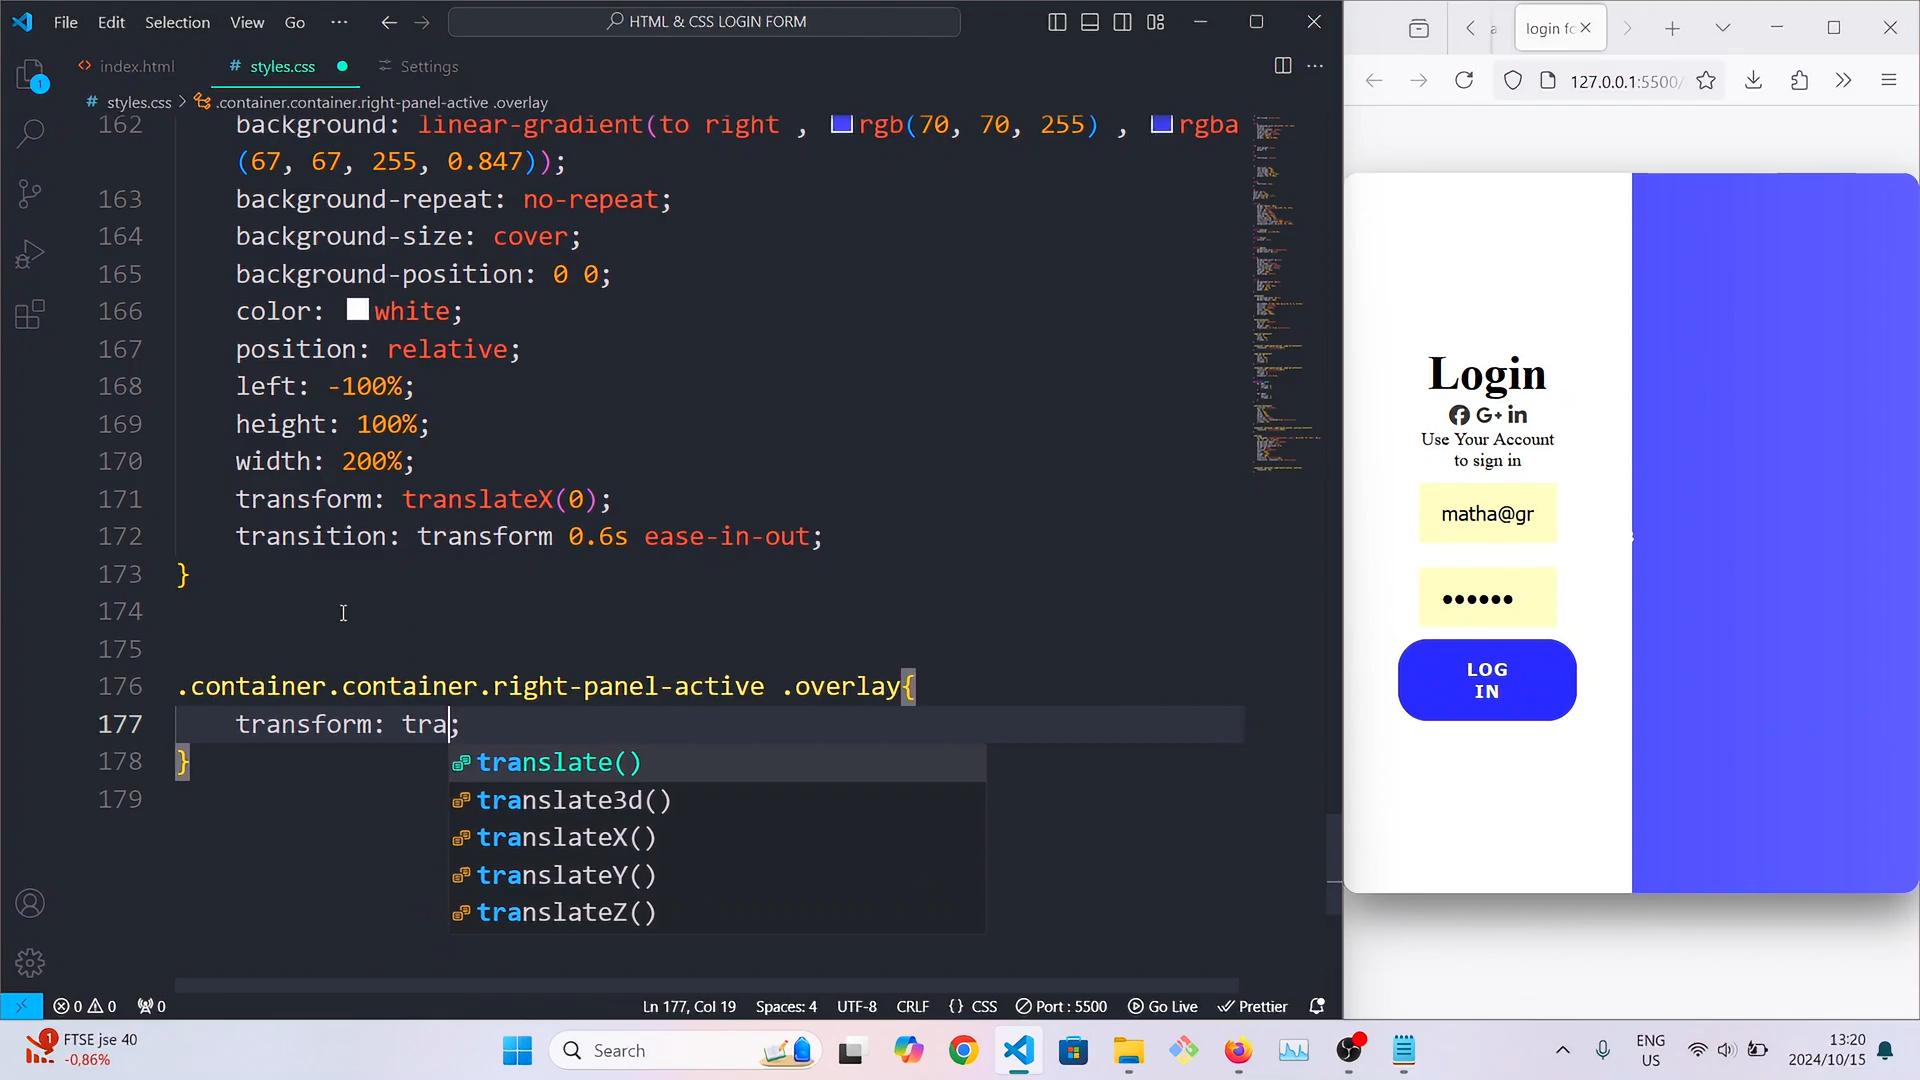 File Edit Selection View Go ··· HTML & CSS LOGIN FORM
index.html # styles.css Settings
# styles.css > .container.container.right-panel-active .overlay
162 background: linear-gradient(to right , rgb(70, 70, 255) , rgba
(67, 67, 255, 0.847));
163 background-repeat: no-repeat;
164 background-size: cover;
165 background-position: 0 0;
166 color: white;
167 position: relative;
168 left: -100%;
169 height: 100%;
170 width: 200%;
171 transform: translateX(0);
172 transition: transform 0.6s ease-in-out;
173 }
174
175
176 .container.container.right-panel-active .overlay{
177 transform: tra;
178 }
179
translate()
translate3d()
translateX()
translateY()
translateZ()
1
0 0 0
Ln 177, Col 19 Spaces: 4 UTF-8 CRLF {} CSS Port : 5500 Go Live Prettier
login fo
127.0.0.1:5500/
Login
G+ in
Use Your Account
to sign in
matha@gr
••••••
LOG
IN
1
FTSE jse 40
-0,86%
Search
ENG
US
13:20
2024/10/15